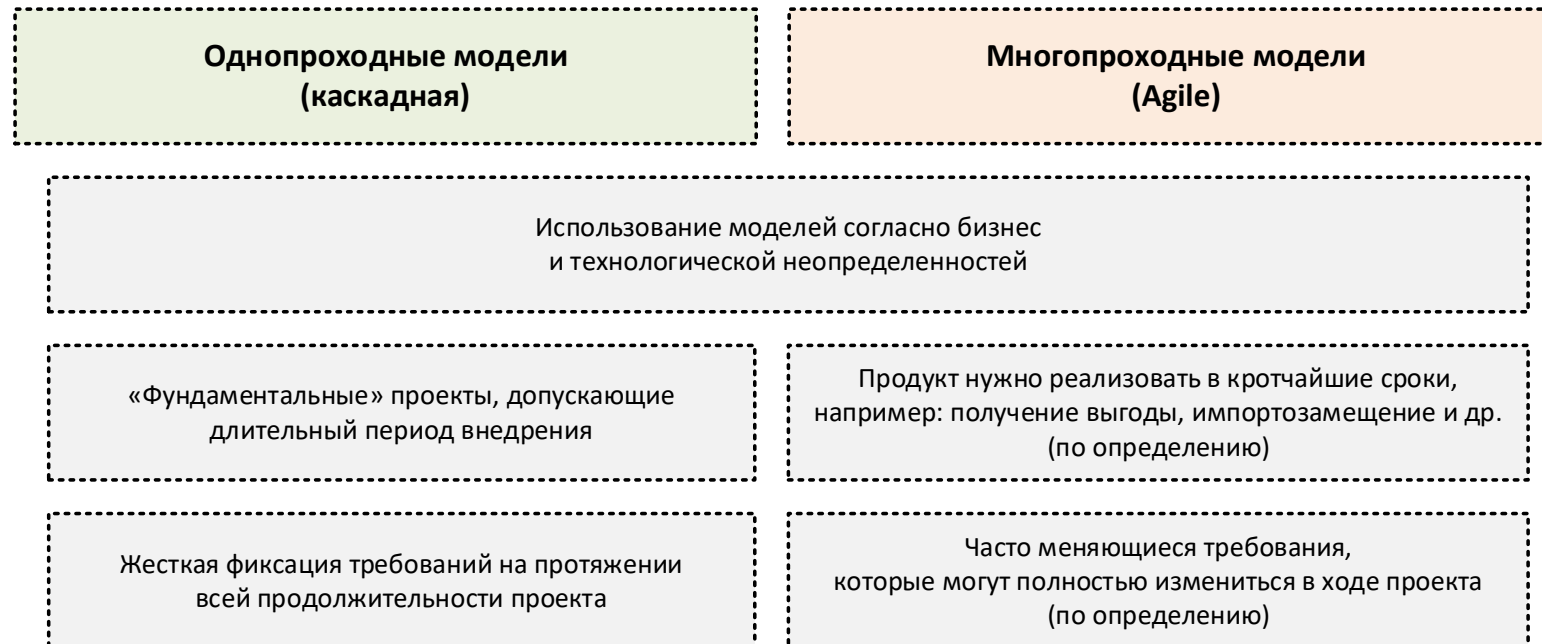 Однопроходные модели
(каскадная)
Многопроходные модели
(Agile)
Использование моделей согласно бизнес
и технологической неопределенностей
«Фундаментальные» проекты, допускающие
длительный период внедрения
Продукт нужно реализовать в кротчайшие сроки,
например: получение выгоды, импортозамещение и др.
(по определению)
Жесткая фиксация требований на протяжении
всей продолжительности проекта
Часто меняющиеся требования,
которые могут полностью измениться в ходе проекта
(по определению)